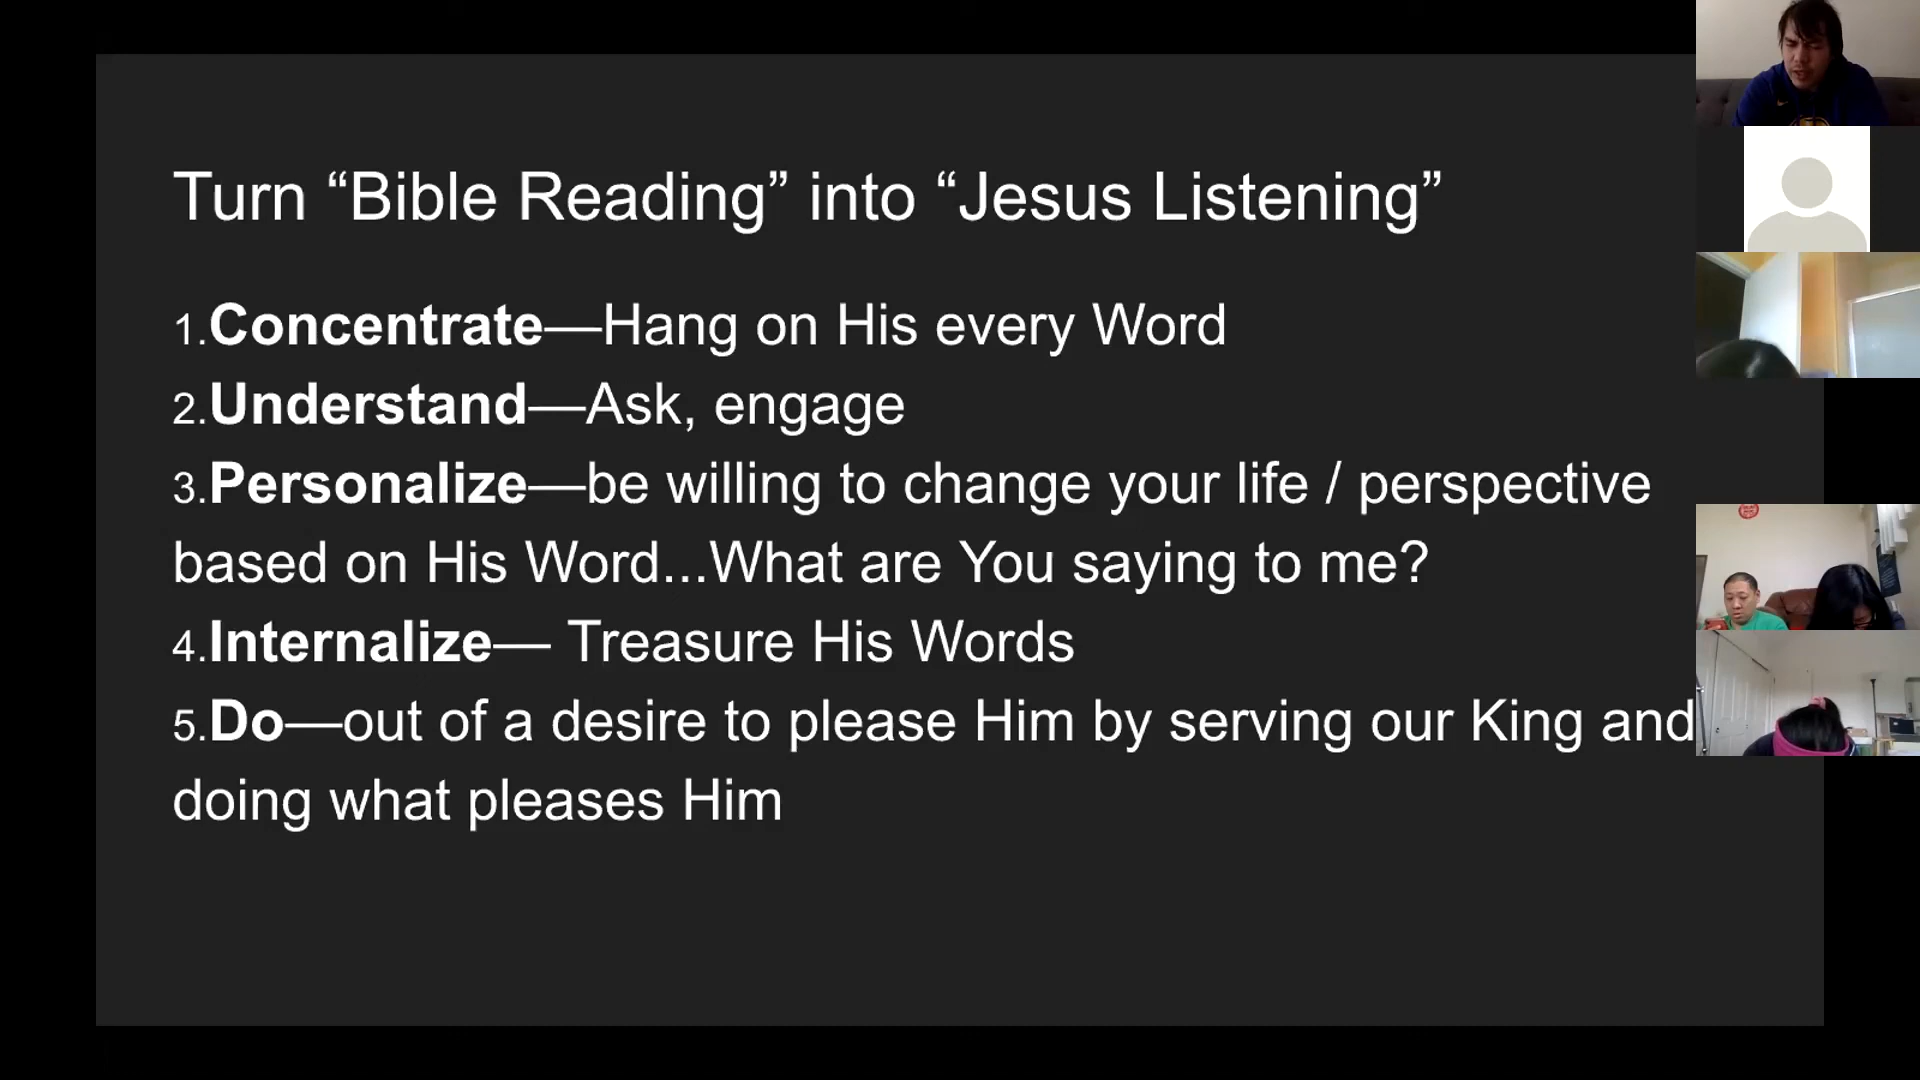 Turn “Bible Reading” into “Jesus Listening”
1.Concentrate—Hang on His every Word
2.Understand—Ask, engage
3.Personalize—be willing to change your life / perspective
based on His Word...What are You saying to me?
4.Internalize— Treasure His Words
5.Do—out of a desire to please Him by serving our King and
doing what pleases Him